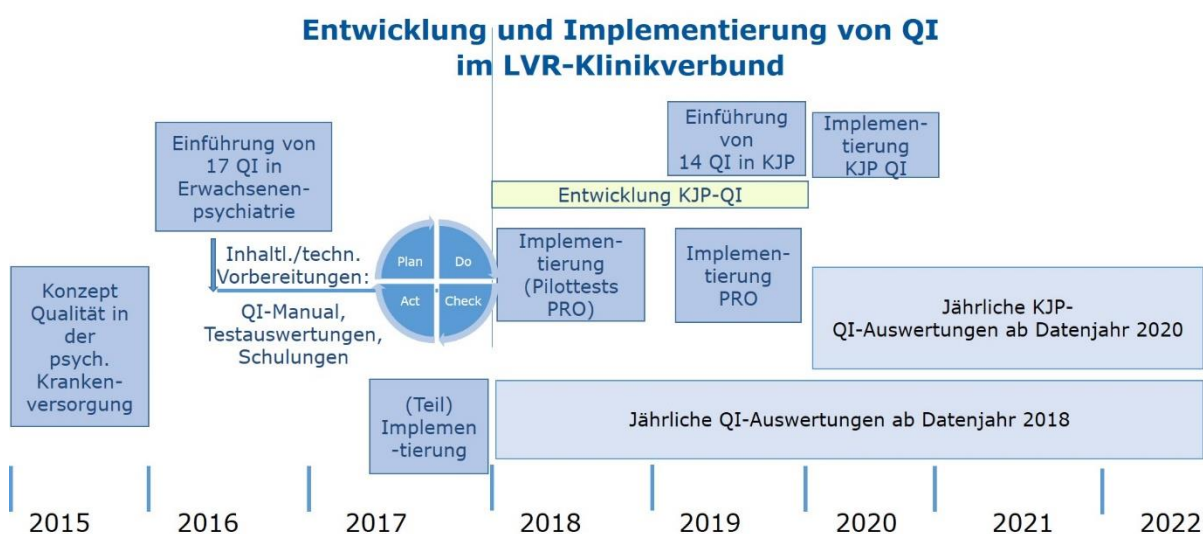 Entwicklung und Implementierung von QI
im LVR-Klinikverbund
Einführung von
17 QI in
Erwachsenen-
psychiatrie
Einführung
von
14 QI in KJP
Implemen-
tierung
KJP QI
Entwicklung KJP-QI
Inhaltl./techn.
Vorbereitungen:
QI-Manual,
Testauswertungen,
Schulungen
Plan
Do
Act
Check
Implemen-
tierung
(Pilottests
PRO)
Implemen-
tierung
PRO
Konzept
Qualität in
der
psych.
Kranken-
versorgung
Jährliche KJP-
QI-Auswertungen ab Datenjahr 2020
(Teil)
Implemen
-tierung
Jährliche QI-Auswertungen ab Datenjahr 2018
2015
2016
2017
2018
2019
2020
2021
2022